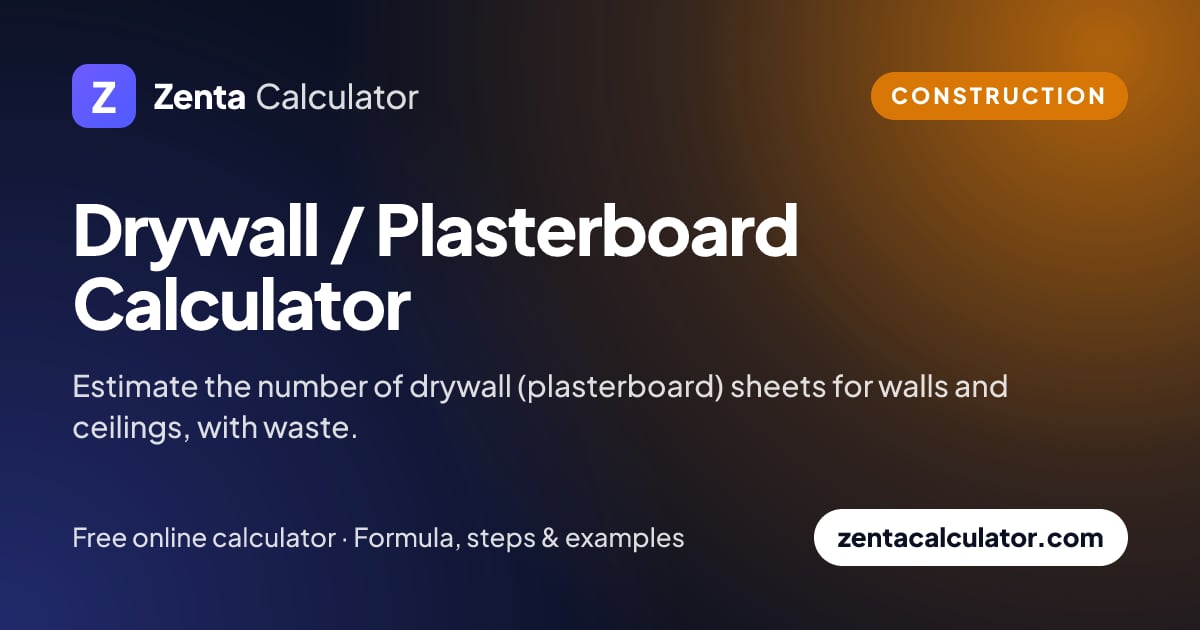 Z
Zenta Calculator
CONSTRUCTION
Drywall / Plasterboard
Calculator
Estimate the number of drywall (plasterboard) sheets for walls and
ceilings, with waste.
Free online calculator · Formula, steps & examples
zentacalculator.com